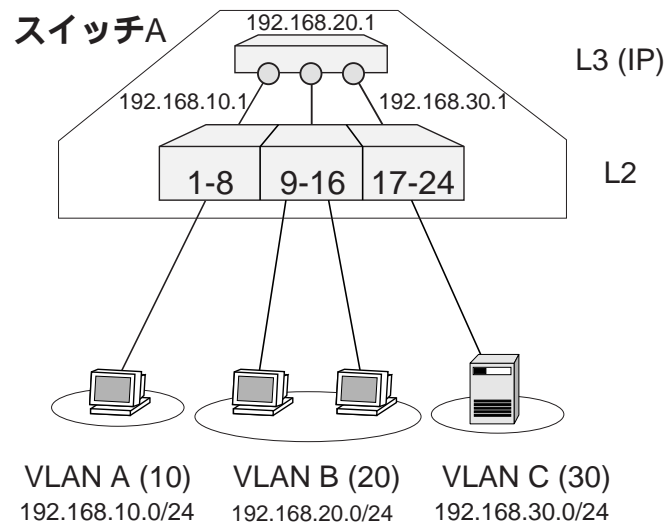 スイッチA
192.168.20.1
L3 (IP)
192.168.10.1
192.168.30.1
1-8
9-16
17-24
L2
VLAN A (10)
VLAN B (20)
VLAN C (30)
192.168.10.0/24
192.168.20.0/24
192.168.30.0/24